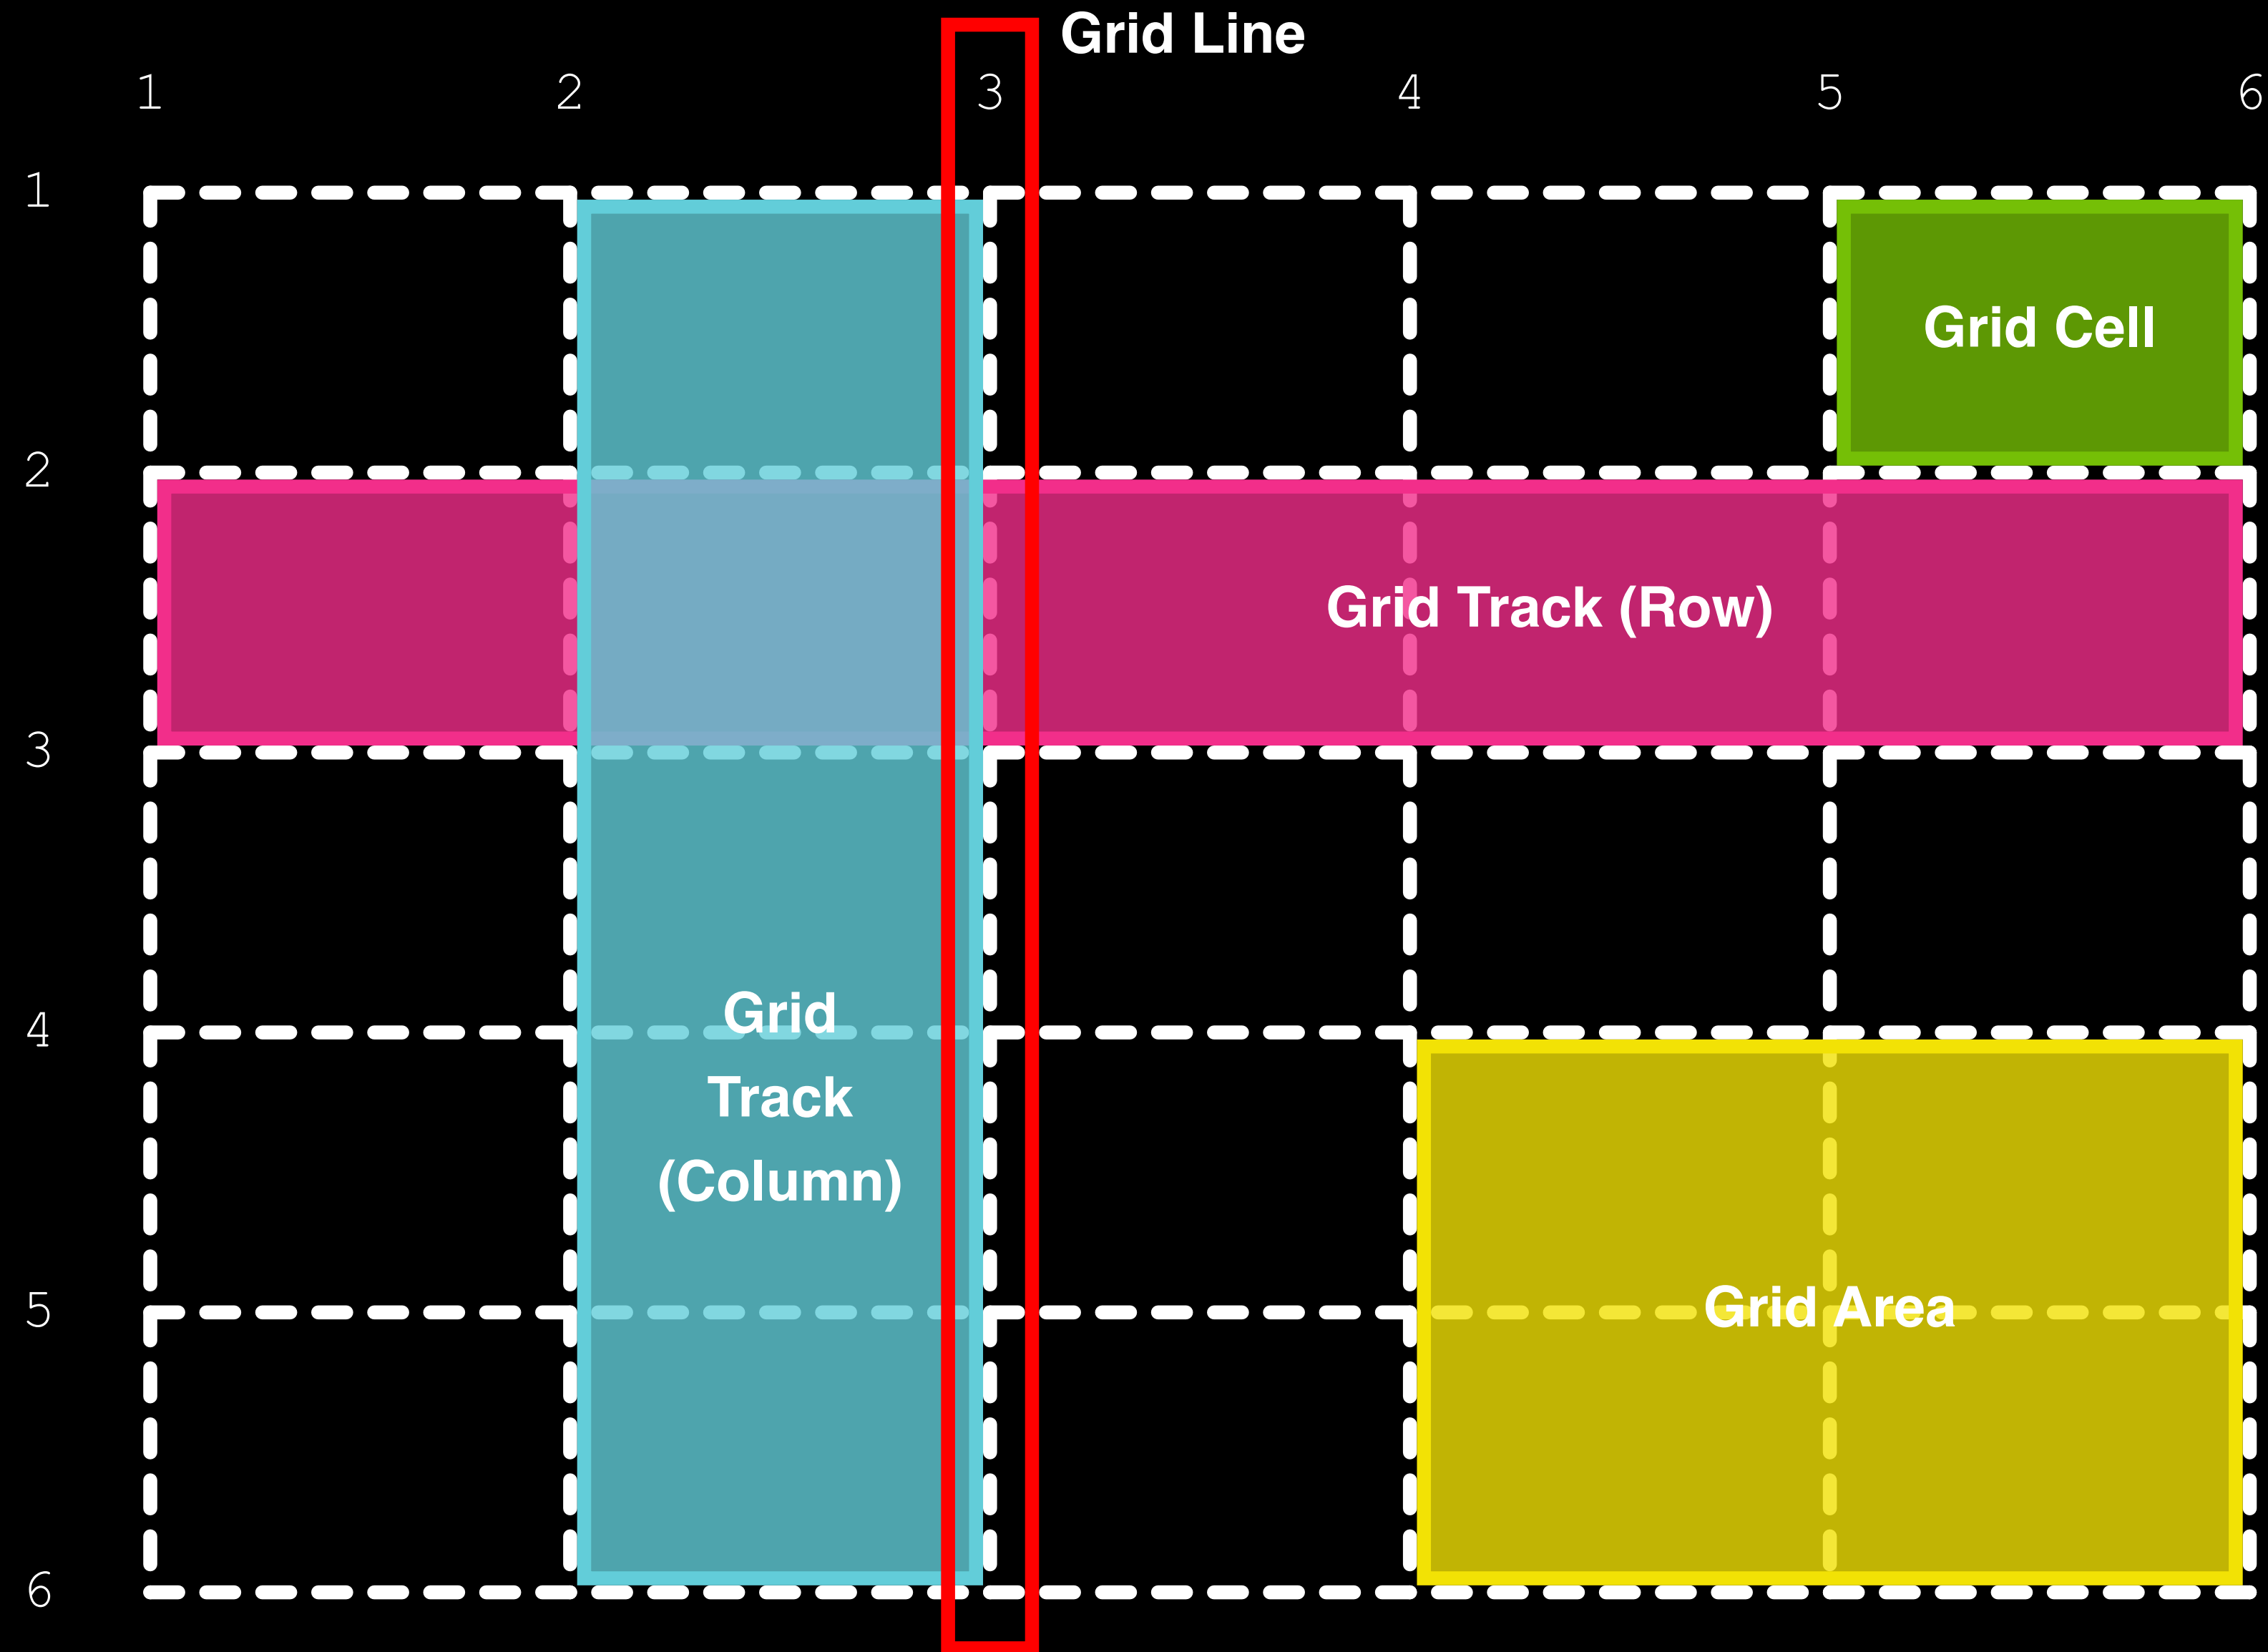 Grid Line
1 2 3 4 5 6
1
Grid Cell
2
Grid Track (Row)
3
4
Grid
Track
(Column)
5
Grid Area
6